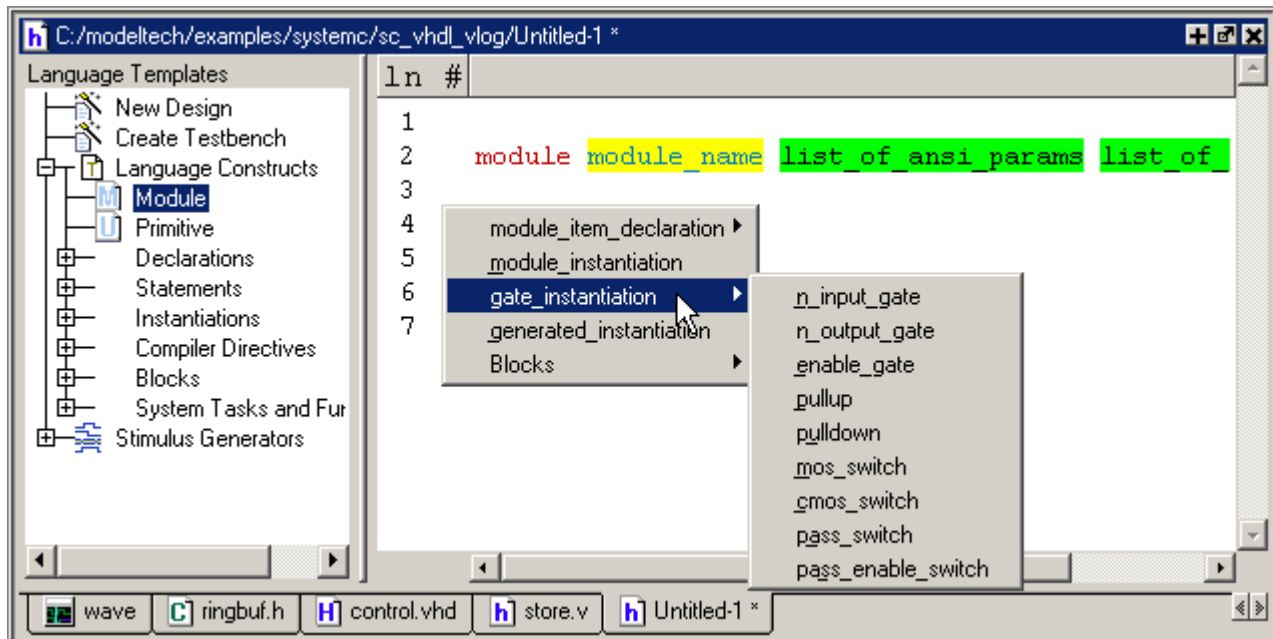 C:/modeltech/examples/systemc/sc_vhdl_vlog/Untitled-1 *
Language Templates
New Design
Create Testbench
Language Constructs
Module
Primitive
Declarations
Statements
Instantiations
Compiler Directives
Blocks
System Tasks and Fur
Stimulus Generators
ln #
1
2 module module_name list_of_ansi_params list_of_
3
4
5
6
7
module_item_declaration
module_instantiation
gate_instantiation
generated_instantiation
Blocks
n_input_gate
n_output_gate
enable_gate
pullup
pulldown
mos_switch
cmos_switch
pass_switch
pass_enable_switch
wave ringbuf.h control.vhd store.v Untitled-1 *